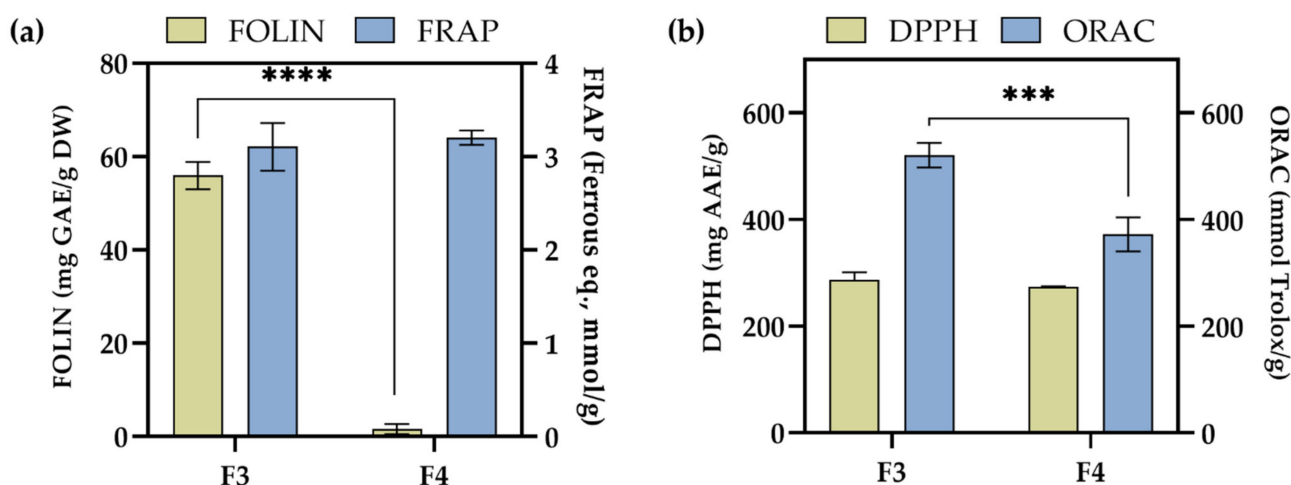 (a)
FOLIN FRAP
****
80
60
40
20
0
FOLIN (mg GAE/g DW)
4
3
2
1
0
FRAP (Ferrous eq., mmol/g)
F3 F4
(b)
DPPH ORAC
***
600
400
200
0
DPPH (mg AAE/g)
600
400
200
0
ORAC (mmol Trolox/g)
F3 F4